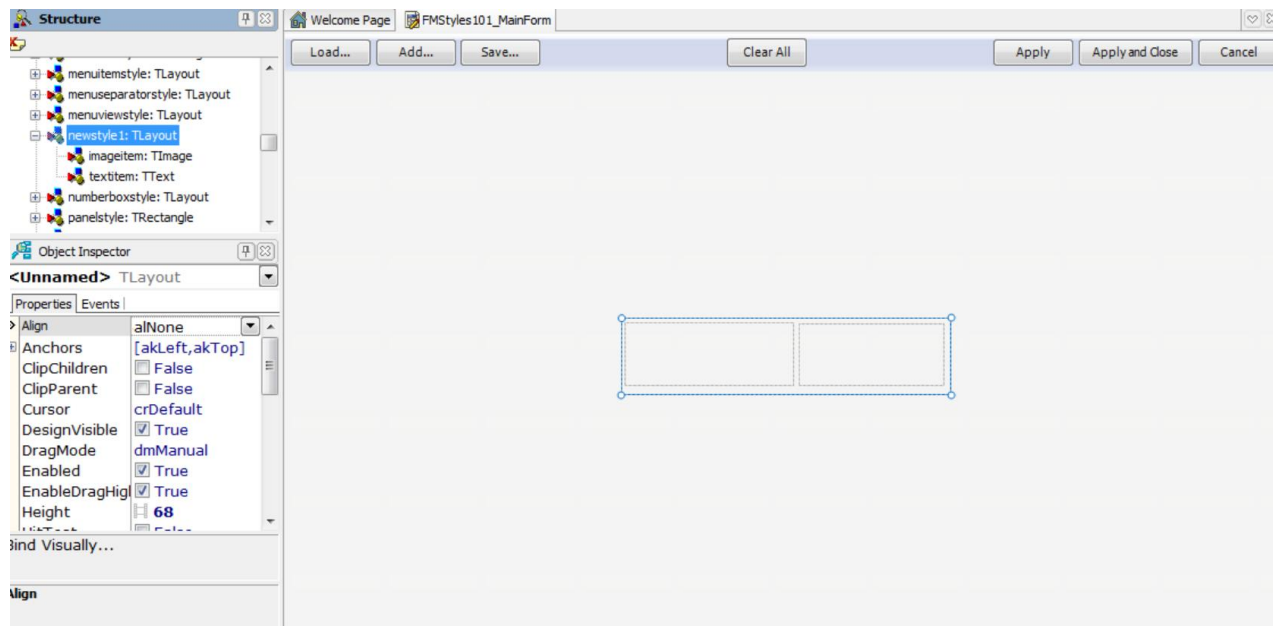 Structure
Welcome Page
FMStyles101_MainForm
Load...
Add...
Save...
Clear All
Apply
Apply and Close
Cancel
menuitemstyle: TLayout
menuseparatorstyle: TLayout
menuviewstyle: TLayout
newstyle1: TLayout
imageitem: TImage
textitem: TText
numberboxstyle: TLayout
panelstyle: TRectangle
Object Inspector
<Unnamed> TLayout
Properties Events
Align alNone
Anchors [akLeft,akTop]
ClipChildren False
ClipParent False
Cursor crDefault
DesignVisible True
DragMode dmManual
Enabled True
EnableDragHigl True
Height 68
Bind Visually...
Align